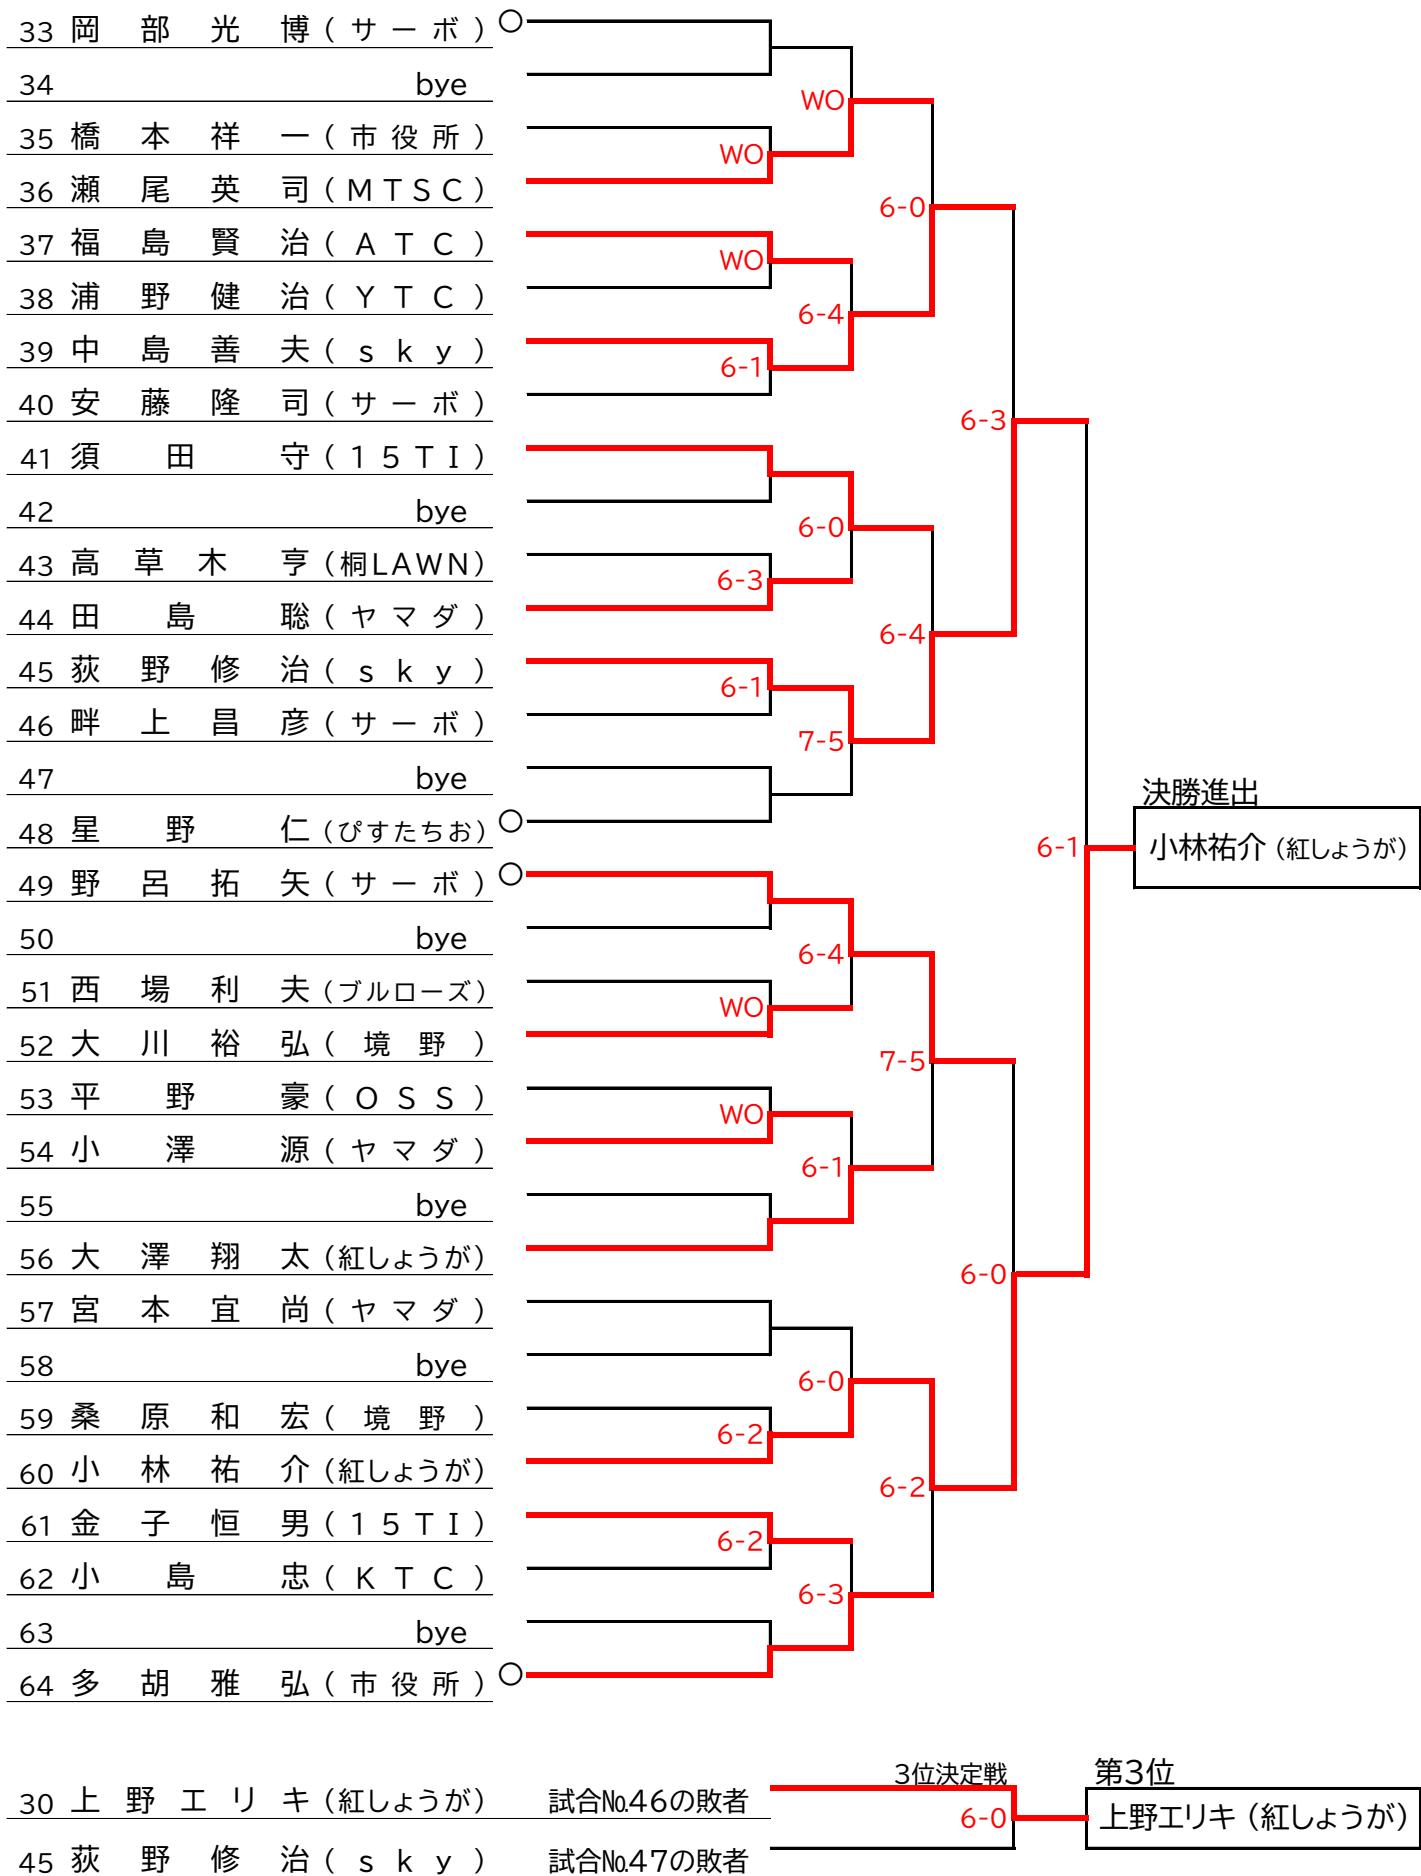 33 岡部光博（サーボ）○
34 bye
WO
35 橋本祥一（市役所）
WO
36 瀬尾英司（ＭＴＳＣ）
6-0
37 福島賢治（ＡＴＣ）
WO
38 浦野健治（ＹＴＣ）
6-4
39 中島善夫（ｓｋｙ）
6-1
40 安藤隆司（サーボ）
6-3
41 須田守（１５ＴＩ）
42 bye
6-0
43 高草木亨（桐LAWN）
6-3
44 田島聡（ヤマダ）
6-4
45 荻野修治（ｓｋｙ）
6-1
46 畔上昌彦（サーボ）
7-5
47 bye
決勝進出
48 星野仁（ぴすたちお）○
6-1 小林祐介（紅しょうが）
49 野呂拓矢（サーボ）○
50 bye
6-4
51 西場利夫（ブルローズ）
WO
52 大川裕弘（境野）
7-5
53 平野豪（ＯＳＳ）
WO
54 小澤源（ヤマダ）
6-1
55 bye
56 大澤翔太（紅しょうが）
6-0
57 宮本宜尚（ヤマダ）
58 bye
6-0
59 桑原和宏（境野）
6-2
60 小林祐介（紅しょうが）
6-2
61 金子恒男（１５ＴＩ）
6-2
62 小島忠（ＫＴＣ）
6-3
63 bye
64 多胡雅弘（市役所）○
3位決定戦 第3位
30 上野エリキ（紅しょうが） 試合№46の敗者
6-0 上野エリキ（紅しょうが）
45 荻野修治（ｓｋｙ） 試合№47の敗者